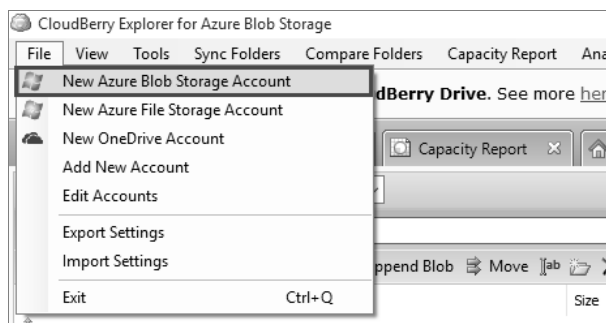 CloudBerry Explorer for Azure Blob Storage
File View Tools Sync Folders Compare Folders Capacity Report
New Azure Blob Storage Account
dBerry Drive. See more
New Azure File Storage Account
New OneDrive Account
Capacity Report
Add New Account
Edit Accounts
Export Settings
Import Settings
ppend Blob Move
Exit Ctrl+Q
Size